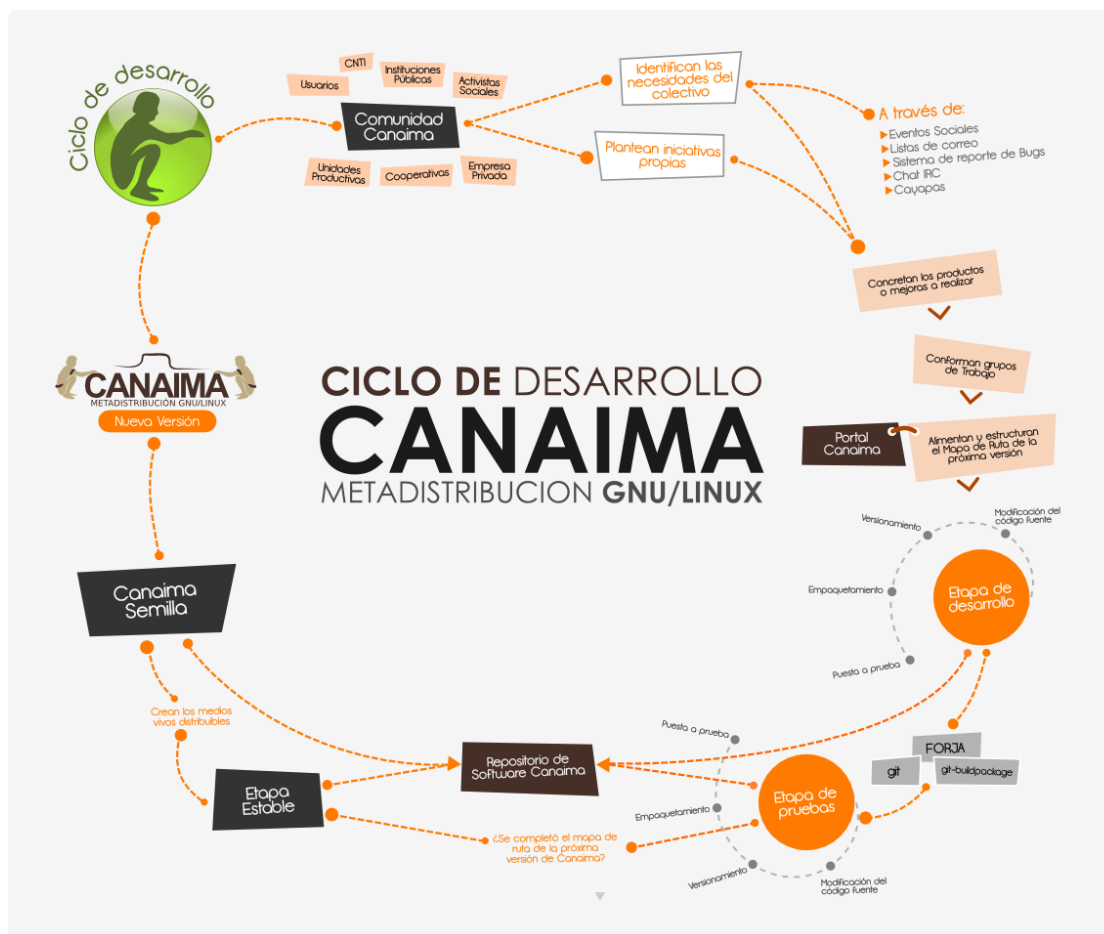 Ciclo de desarrollo
CNTI
Usuarios
Instituciones
Públicas
Activistas
Sociales
Comunidad
Canaima
Unidades
Productivas
Cooperativas
Empresa
Privada
Identifican las
necesidades del
colectivo
Plantean iniciativas
propias
A través de:
Eventos Sociales
Listas de correo
Sistema de reporte de Bugs
Chat IRC
Cayapas
Concretan los productos
o mejoras a realizar
Conforman grupos
de Trabajo
Portal
Canaima
Alimentan y estructuran
el Mapa de Ruta de la
próxima versión
CANAIMA
METADISTRIBUCIÓN GNU/LINUX
Nueva Versión
CICLO DE DESARROLLO
CANAIMA
METADISTRIBUCION GNU/LINUX
Modificación del
código fuente
Versionamiento
Empaquetamiento
Puesta a prueba
Etapa de
desarrollo
Canaima
Semilla
Crean los medios
vivos distribuibles
Etapa
Estable
Repositorio de
Software Canaima
¿Se completó el mapa de
ruta de la próxima
versión de Canaima?
FORJA
git
git-buildpackage
Puesta a prueba
Empaquetamiento
Versionamiento
Modificación del
código fuente
Etapa de
pruebas